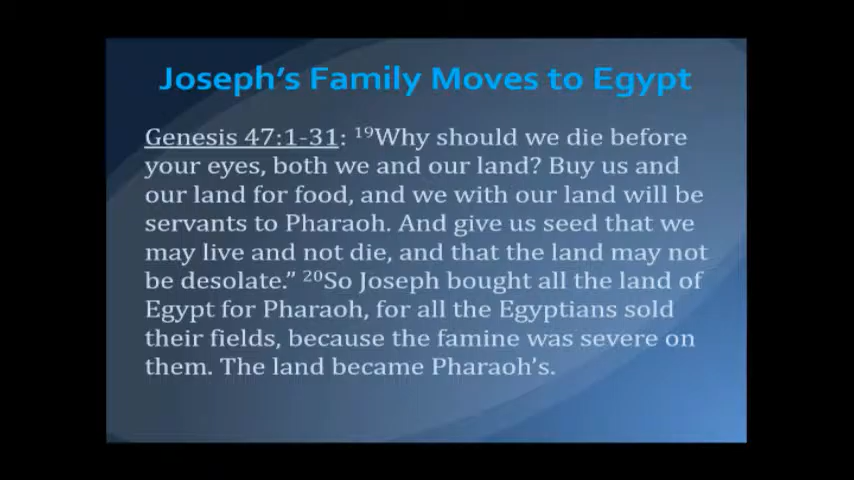 Joseph's Family Moves to Egypt
Genesis 47:1-31: ¹⁹Why should we die before
your eyes, both we and our land? Buy us and
our land for food, and we with our land will be
servants to Pharaoh. And give us seed that we
may live and not die, and that the land may not
be desolate.” ²⁰So Joseph bought all the land of
Egypt for Pharaoh, for all the Egyptians sold
their fields, because the famine was severe on
them. The land became Pharaoh’s.